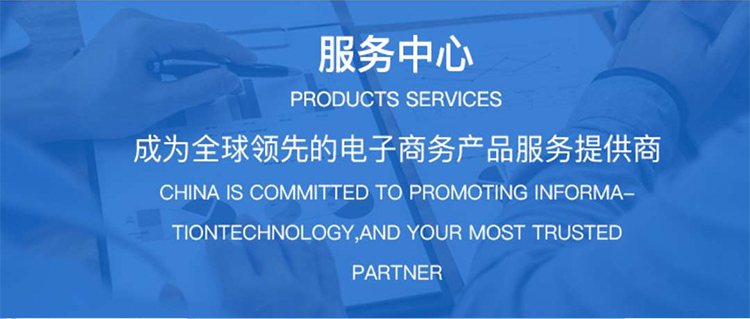 服务中心
PRODUCTS SERVICES
成为全球领先的电子商务产品服务提供商
CHINA IS COMMITTED TO PROMOTING INFORMA-
TIONTECHNOLOGY,AND YOUR MOST TRUSTED
PARTNER